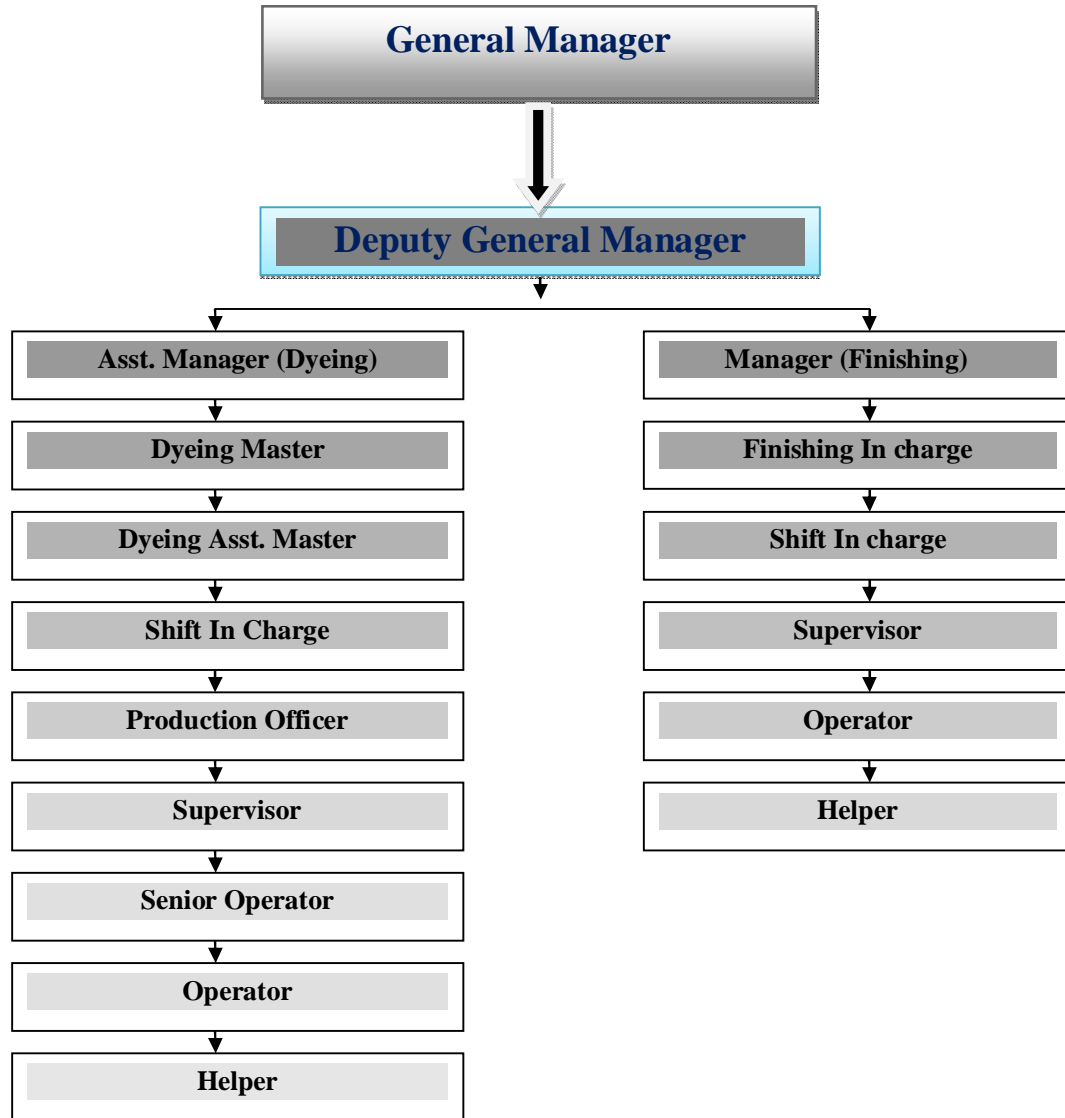 General Manager
Deputy General Manager
Asst. Manager (Dyeing)
Dyeing Master
Dyeing Asst. Master
Shift In Charge
Production Officer
Supervisor
Senior Operator
Operator
Helper
Manager (Finishing)
Finishing In charge
Shift In charge
Supervisor
Operator
Helper